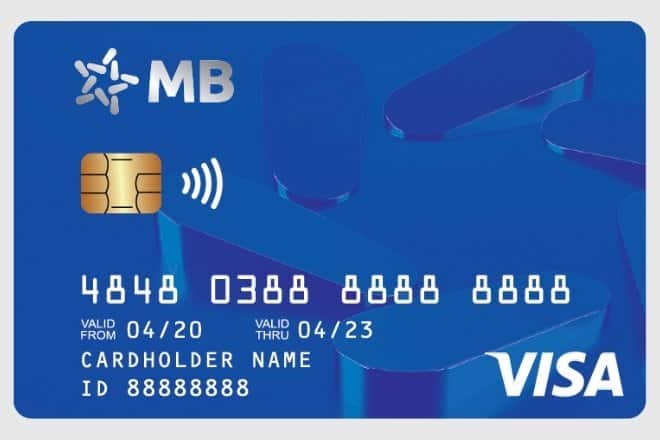 MB
4848 0388 8888 8888
VALID FROM 04/20 VALID THRU 04/23
CARDHOLDER NAME
ID 88888888
VISA